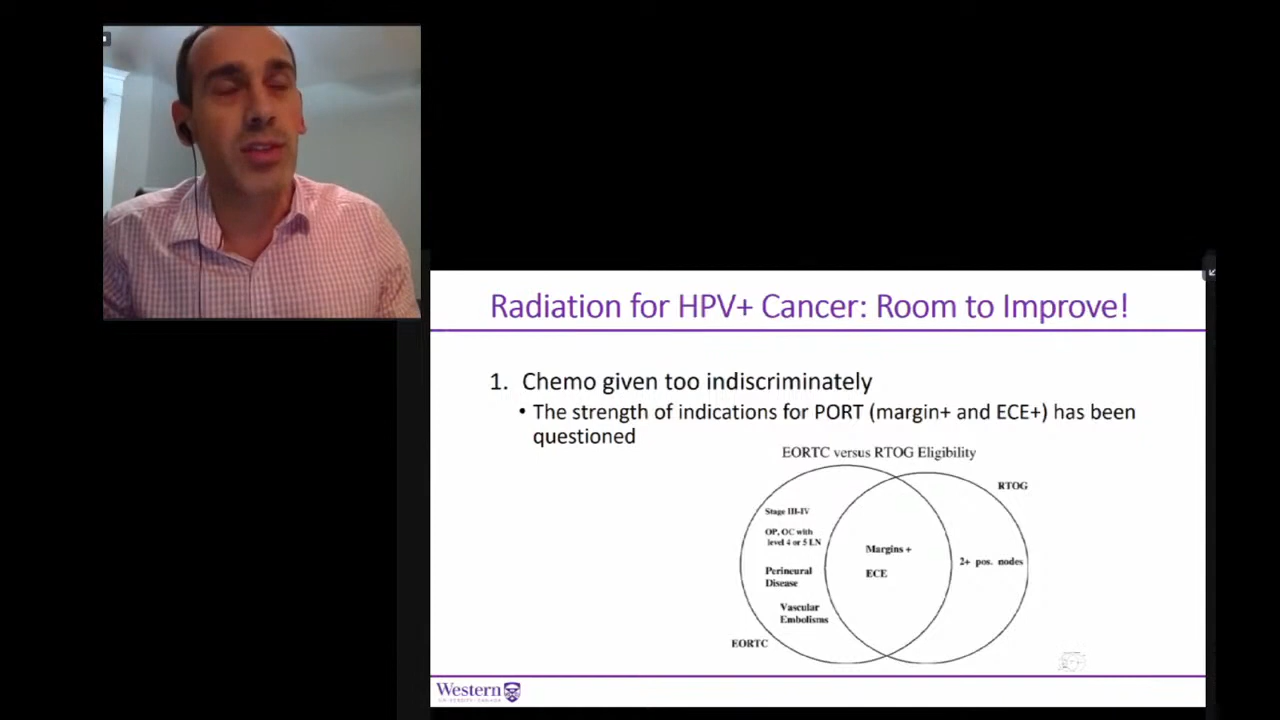 Radiation for HPV+ Cancer: Room to Improve!
1. Chemo given too indiscriminately
• The strength of indications for PORT (margin+ and ECE+) has been
questioned
EORTC versus RTOG Eligibility
RTOG
Stage III-IV
OP, OC with
level 4 or 5 LN
Perineural
Disease
Vascular
Embolisms
EORTC
Margins +
ECE
2+ pos. nodes
Western
UNIVERSITY · CANADA